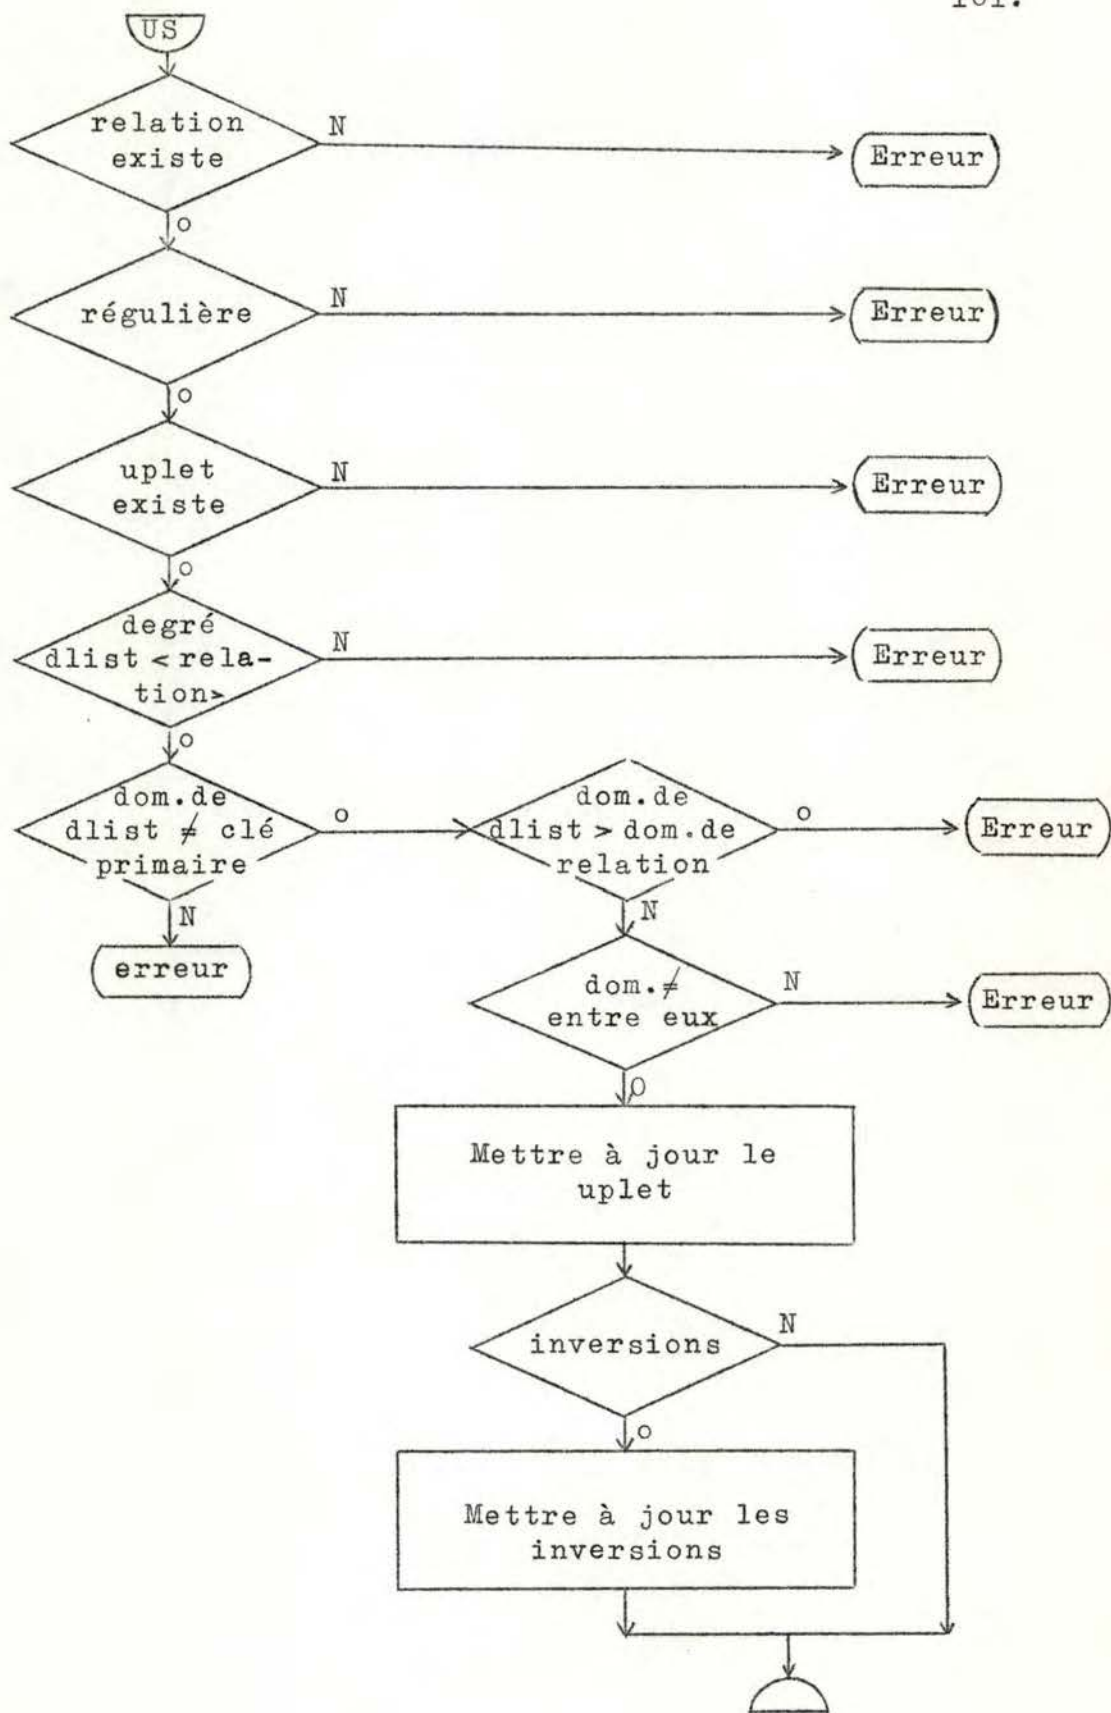 US
relation
existe
N
Erreur
o
régulière
N
Erreur
o
uplet
existe
N
Erreur
o
degré
dlist < rela-
tion>
N
Erreur
o
dom.de
dlist ≠ clé
primaire
o
dom.de
dlist > dom.de
relation
o
Erreur
N
erreur
N
dom.≠
entre eux
N
Erreur
O
Mettre à jour le
uplet
inversions
N
o
Mettre à jour les
inversions